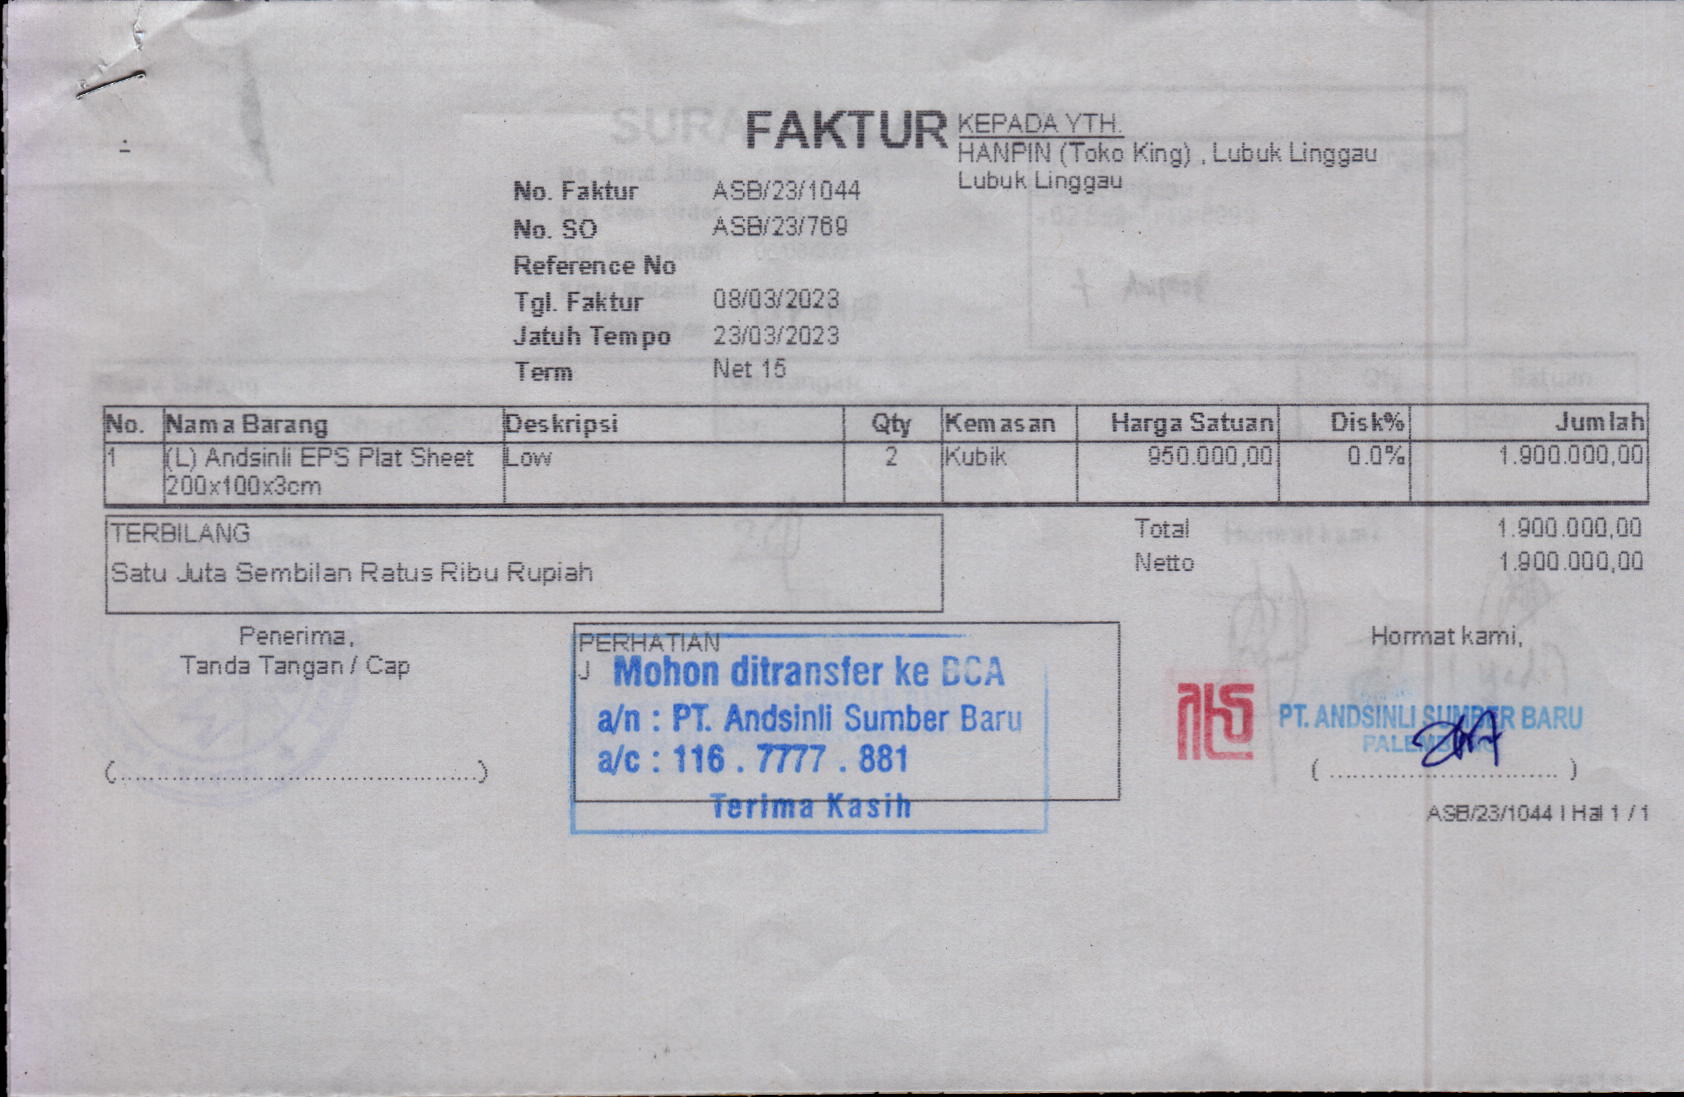 FAKTUR
KEPADA YTH.
HANPIN (Toko King) , Lubuk Linggau
Lubuk Linggau
No. Faktur ASB/23/1044
No. SO ASB/23/769
Reference No
Tgl. Faktur 08/03/2023
Jatuh Tempo 23/03/2023
Term Net 15
No. Nama Barang Deskripsi Qty Kemasan Harga Satuan Disk% Jumlah
1 (L) Andsinli EPS Plat Sheet Low 2 Kubik 950.000,00 0.0% 1.900.000,00
200x100x3cm
TERBILANG
Satu Juta Sembilan Ratus Ribu Rupiah
Total 1.900.000,00
Netto 1.900.000,00
Penerima,
Tanda Tangan / Cap
(................................................)
PERHATIAN
J
Mohon ditransfer ke BCA
a/n : PT. Andsinli Sumber Baru
a/c : 116 . 7777 . 881
Terima Kasih
Hormat kami,
PT. ANDSINLI SUMBER BARU
PALEMBANG
( .............................. )
ASB/23/1044 | Hal 1 / 1